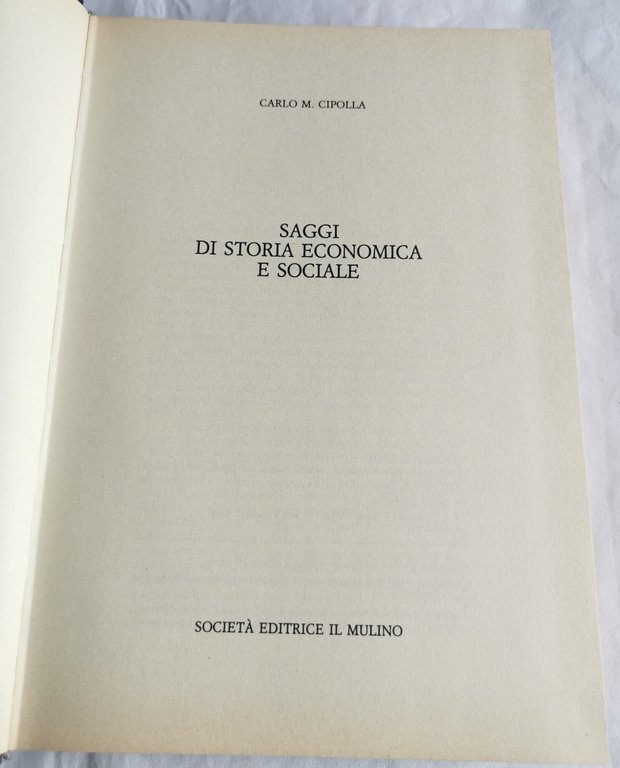 CARLO M. CIPOLLA
SAGGI
DI STORIA ECONOMICA
E SOCIALE
SOCIETÀ EDITRICE IL MULINO